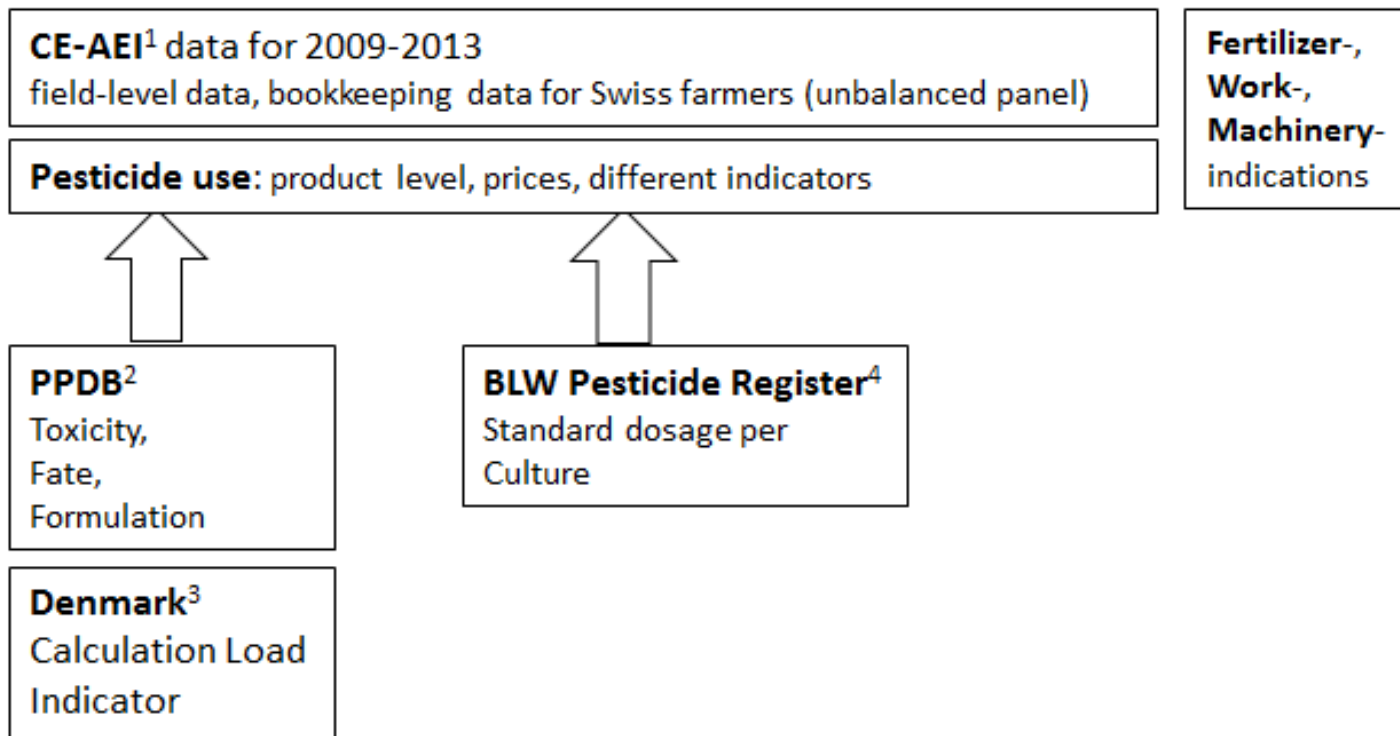 CE-AEI¹ data for 2009-2013
field-level data, bookkeeping data for Swiss farmers (unbalanced panel)
Pesticide use: product level, prices, different indicators
Fertilizer-,
Work-,
Machinery-
indications
PPDB²
Toxicity,
Fate,
Formulation
BLW Pesticide Register⁴
Standard dosage per
Culture
Denmark³
Calculation Load
Indicator